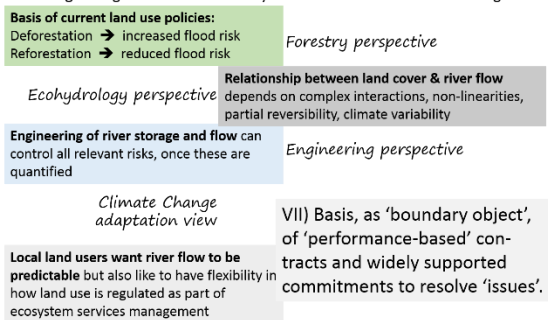 Basis of current land use policies:
Deforestation ➔ increased flood risk
Reforestation ➔ reduced flood risk
Forestry perspective
Relationship between land cover & river flow
depends on complex interactions, non-linearities,
partial reversibility, climate variability
Ecohydrology perspective
Engineering of river storage and flow can
control all relevant risks, once these are
quantified
Engineering perspective
Climate Change
adaptation view
VII) Basis, as ‘boundary object’,
of ‘performance-based’ con-
tracts and widely supported
commitments to resolve ‘issues’.
Local land users want river flow to be
predictable but also like to have flexibility in
how land use is regulated as part of
ecosystem services management